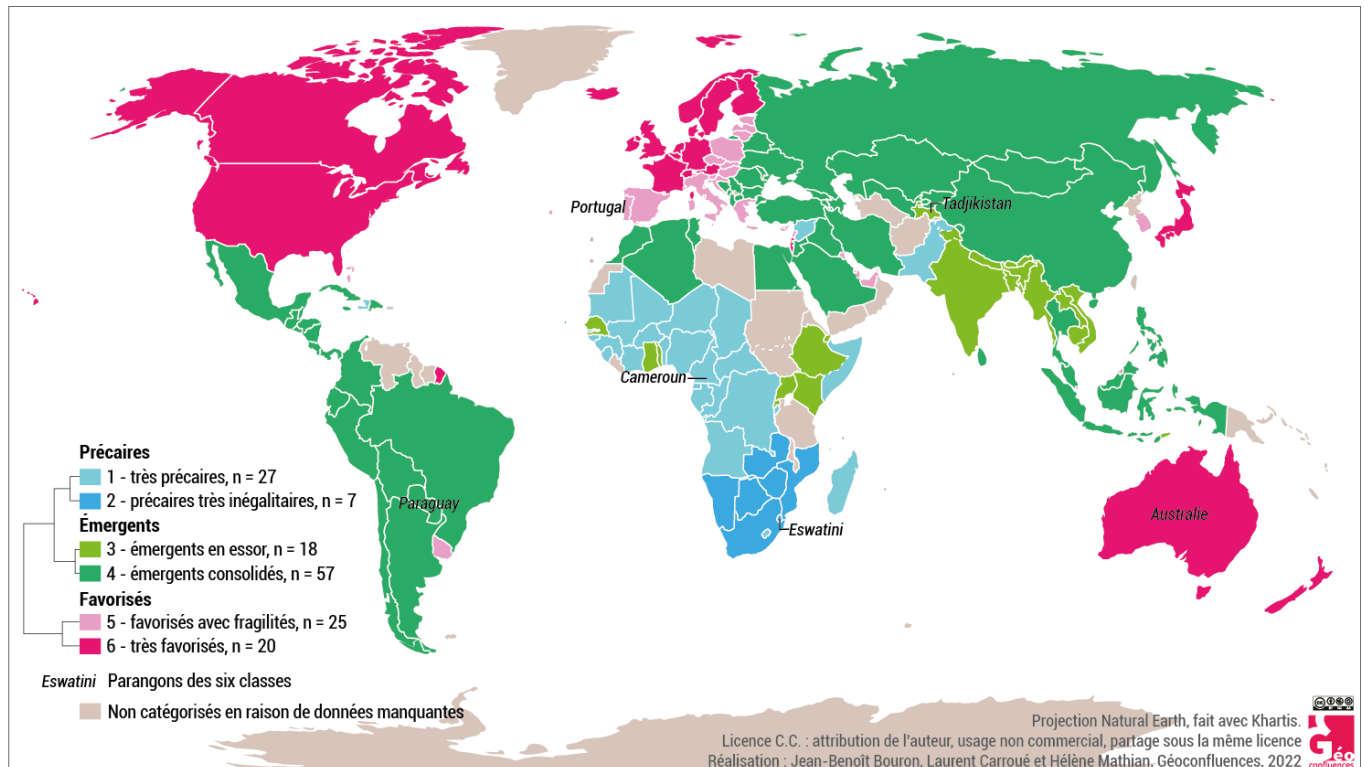 Portugal
Tadjikistan
Cameroun
Paraguay
Eswatini
Australie
Précaires
1 - très précaires, n = 27
2 - précaires très inégalitaires, n = 7
Émergents
3 - émergents en essor, n = 18
4 - émergents consolidés, n = 57
Favorisés
5 - favorisés avec fragilités, n = 25
6 - très favorisés, n = 20
Eswatini Parangons des six classes
Non catégorisés en raison de données manquantes
Projection Natural Earth, fait avec Khartis.
Licence C.C. : attribution de l'auteur, usage non commercial, partage sous la même licence
Réalisation : Jean-Benoît Bouron, Laurent Carroué et Hélène Mathian, Géoconfluences, 2022
Géo
confluences